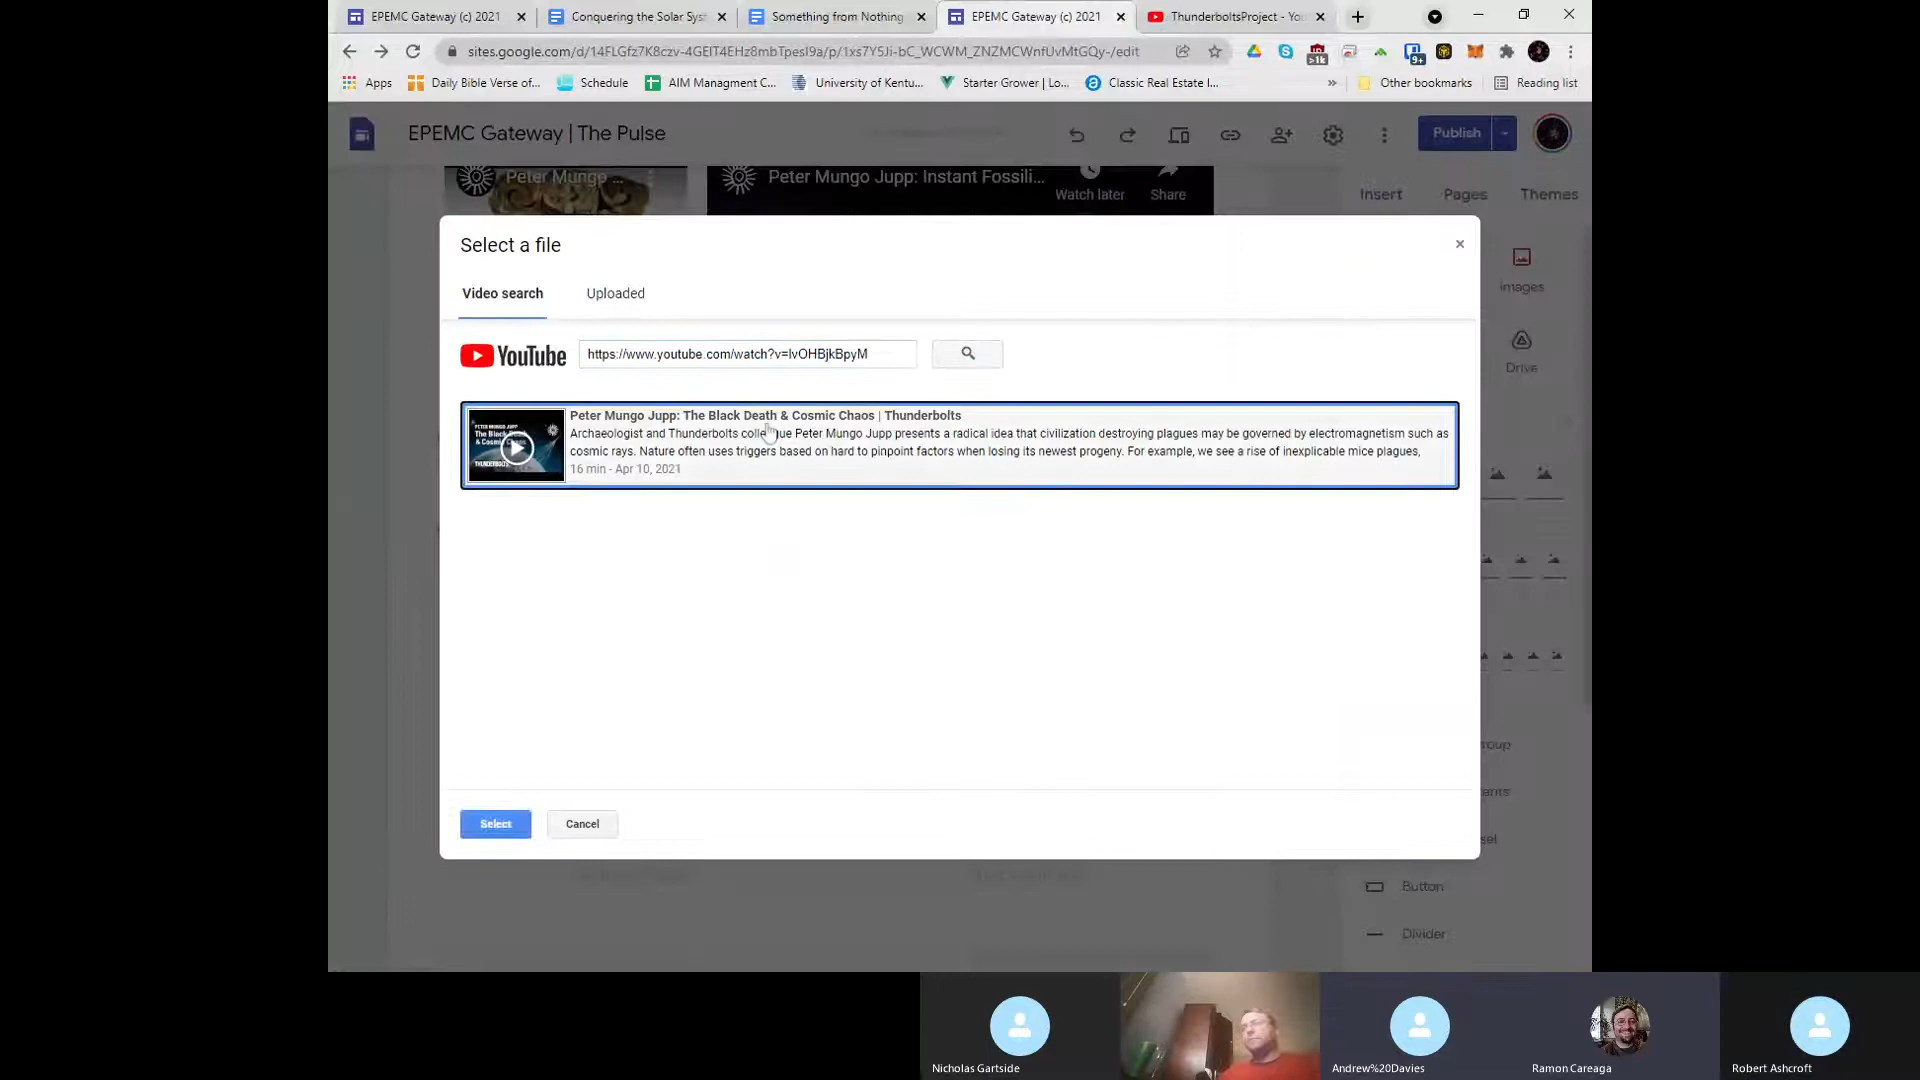 EPEMC Gateway (c) 2021
Conquering the Solar Syst
Something from Nothing
EPEMC Gateway (c) 2021
ThunderboltsProject - You
sites.google.com/d/14FLGfz7K8czv-4GEIT4EHz8mbTpesI9a/p/1xs7Y5Ji-bC_WCWM_ZNZMCWnfUvMtGQy-/edit
>1k
9+
Apps
Daily Bible Verse of...
Schedule
AIM Managment C...
University of Kentu...
Starter Grower | Lo...
Classic Real Estate I...
»
Other bookmarks
Reading list
EPEMC Gateway | The Pulse
Publish
Peter Mungo ...
Peter Mungo Jupp: Instant Fossili...
Watch later
Share
Insert
Pages
Themes
Images
Drive
Select a file
Video search
Uploaded
YouTube
https://www.youtube.com/watch?v=lvOHBjkBpyM
Peter Mungo Jupp: The Black Death & Cosmic Chaos | Thunderbolts
Archaeologist and Thunderbolts colleague Peter Mungo Jupp presents a radical idea that civilization destroying plagues may be governed by electromagnetism such as
cosmic rays. Nature often uses triggers based on hard to pinpoint factors when losing its newest progeny. For example, we see a rise of inexplicable mice plagues,
16 min - Apr 10, 2021
Select
Cancel
Button
Divider
Nicholas Gartside
Andrew%20Davies
Ramon Careaga
Robert Ashcroft